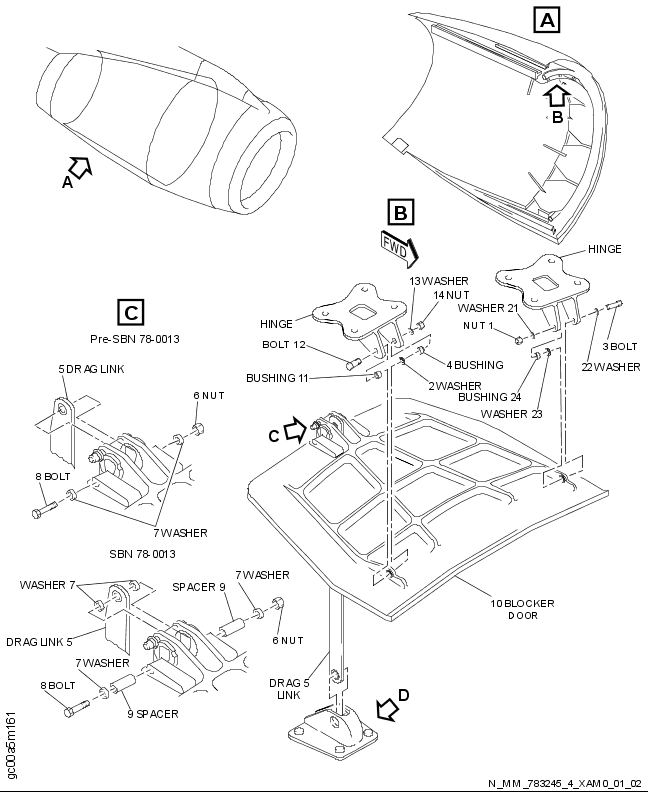 A
B
A
B
FWD
HINGE
13 WASHER
14 NUT
WASHER 21
HINGE
NUT 1
BOLT 12
3 BOLT
4 BUSHING
22 WASHER
BUSHING 11
2 WASHER
BUSHING 24
WASHER 23
C
Pre-SBN 78-0013
5 DRAG LINK
6 NUT
C
8 BOLT
7 WASHER
SBN 78-0013
WASHER 7
SPACER 9
7 WASHER
DRAG LINK 5
6 NUT
7 WASHER
8 BOLT
9 SPACER
10 BLOCKER
DOOR
DRAG 5
LINK
D
gc00a5m161
N_MM_783245_4_XAM0_01_02